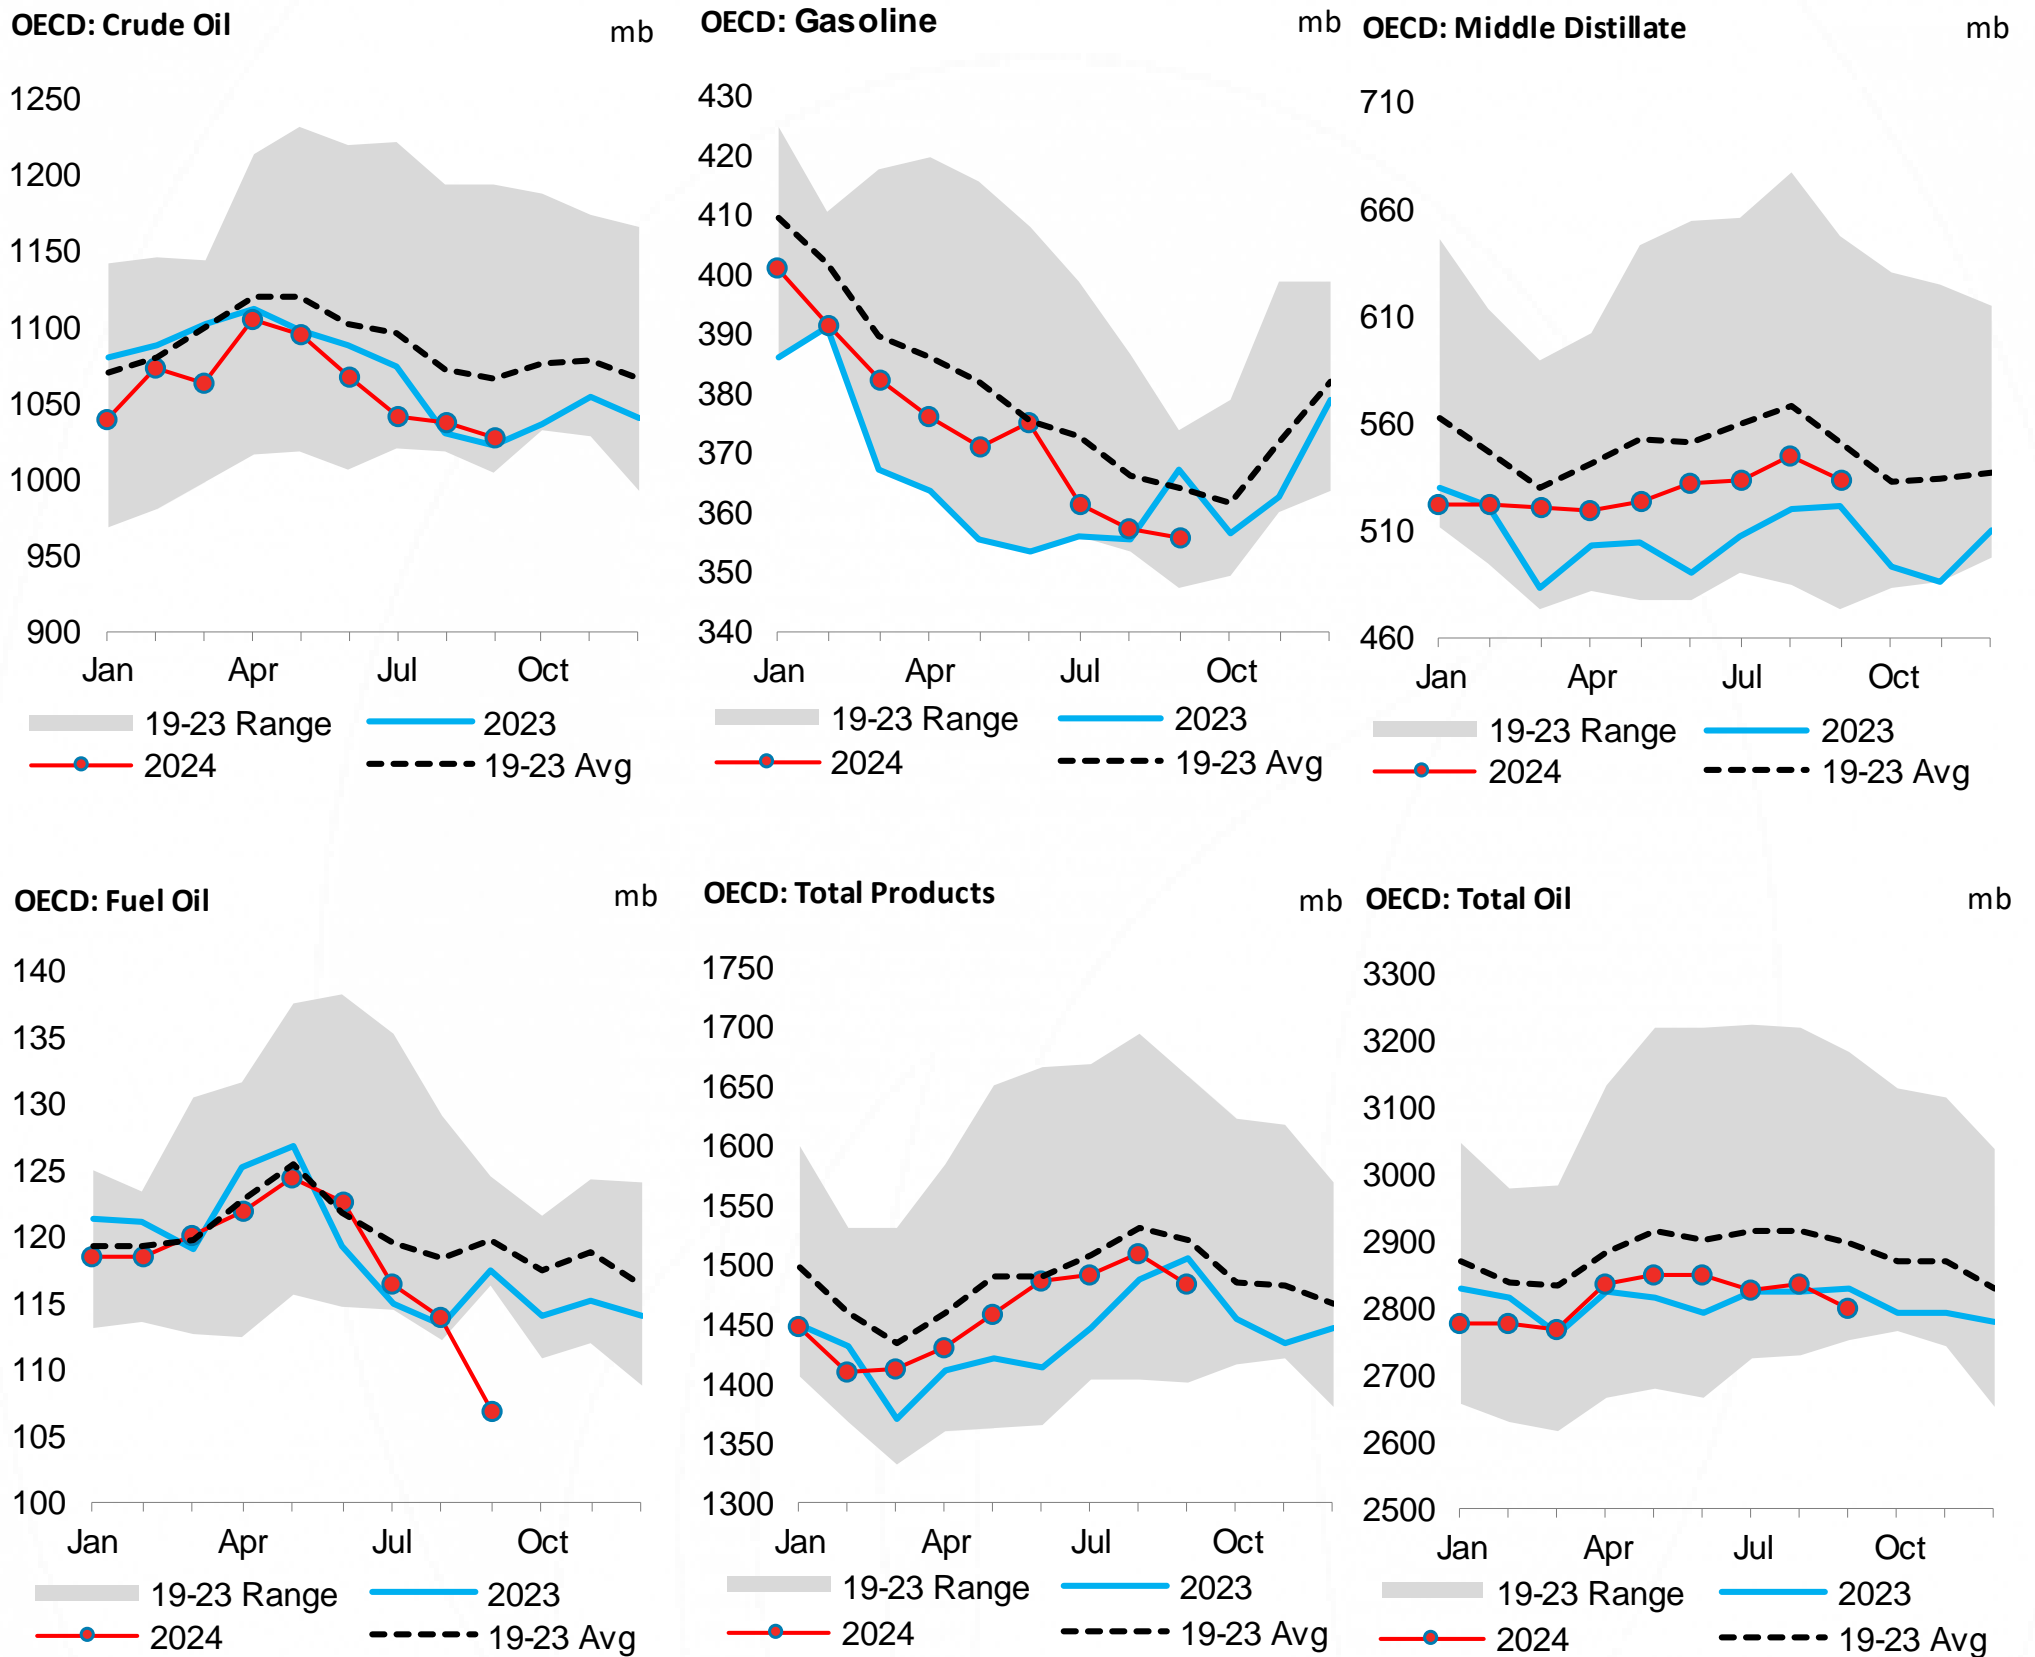 OECD: Crude Oil
mb
1250
1200
1150
1100
1050
1000
950
900
Jan Apr Jul Oct
19-23 Range 2023
2024 19-23 Avg
OECD: Gasoline
mb
430
420
410
400
390
380
370
360
350
340
Jan Apr Jul Oct
19-23 Range 2023
2024 19-23 Avg
OECD: Middle Distillate
mb
710
660
610
560
510
460
Jan Apr Jul Oct
19-23 Range 2023
2024 19-23 Avg
OECD: Fuel Oil
mb
140
135
130
125
120
115
110
105
100
Jan Apr Jul Oct
19-23 Range 2023
2024 19-23 Avg
OECD: Total Products
mb
1750
1700
1650
1600
1550
1500
1450
1400
1350
1300
Jan Apr Jul Oct
19-23 Range 2023
2024 19-23 Avg
OECD: Total Oil
mb
3300
3200
3100
3000
2900
2800
2700
2600
2500
Jan Apr Jul Oct
19-23 Range 2023
2024 19-23 Avg